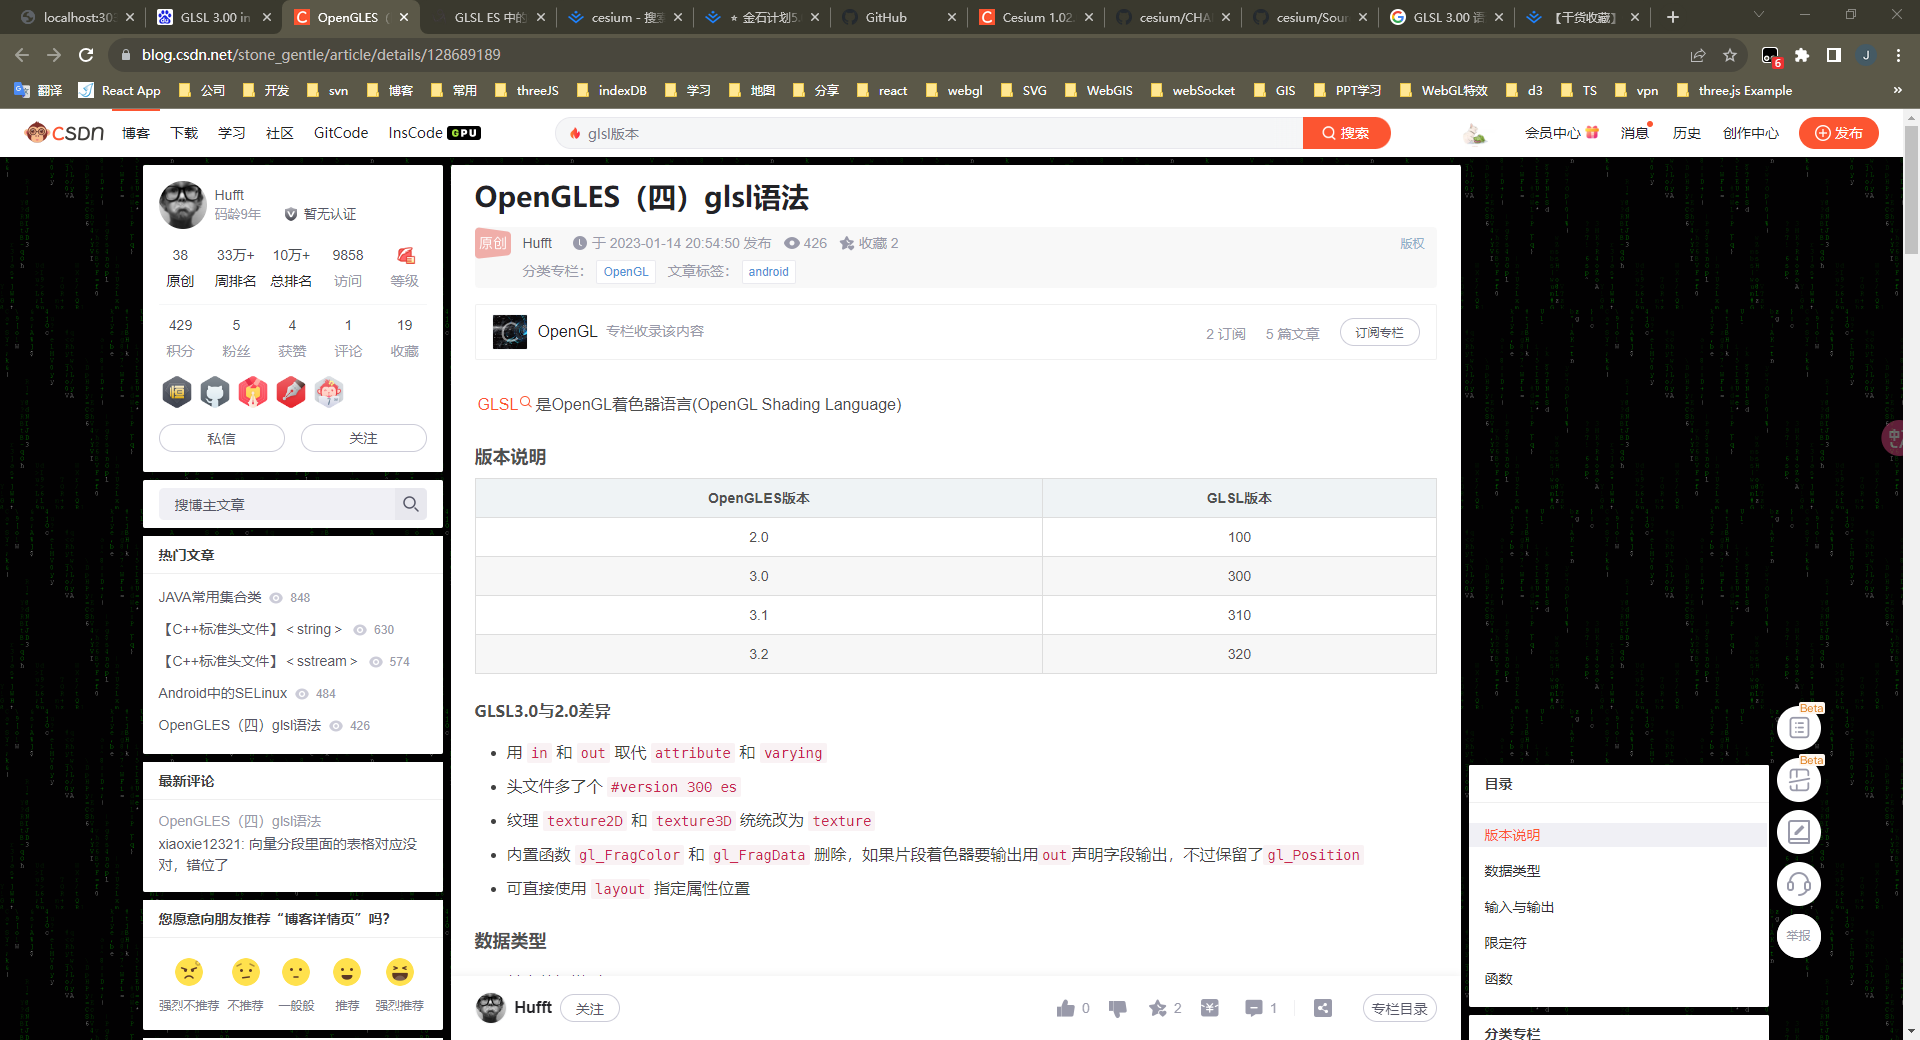 localhost:303
GLSL 3.00 in
OpenGLES（
GLSL ES 中的
cesium - 搜索
⭐ 金石计划5.
GitHub
Cesium 1.02.
cesium/CHA
cesium/Sour
GLSL 3.00 语
【干货收藏】
blog.csdn.net/stone_gentle/article/details/128689189
6
J
翻译
React App
公司
开发
svn
博客
常用
threeJS
indexDB
学习
地图
分享
react
webgl
SVG
WebGIS
webSocket
GIS
PPT学习
WebGL特效
d3
TS
vpn
three.js Example
»
CSDN
博客
下载
学习
社区
GitCode
InsCode GPU
glsl版本
搜索
会员中心
消息
历史
创作中心
发布
Hufft
码龄9年
暂无认证
38
33万+
10万+
9858
原创
周排名
总排名
访问
等级
429
5
4
1
19
积分
粉丝
获赞
评论
收藏
私信
关注
搜博主文章
热门文章
JAVA常用集合类 848
【C++标准头文件】＜string＞ 630
【C++标准头文件】＜sstream＞ 574
Android中的SELinux 484
OpenGLES（四）glsl语法 426
最新评论
OpenGLES（四）glsl语法
xiaoxie12321: 向量分段里面的表格对应没
对，错位了
您愿意向朋友推荐“博客详情页”吗？
强烈不推荐
不推荐
一般般
推荐
强烈推荐
OpenGLES（四）glsl语法
原创
Hufft
于 2023-01-14 20:54:50 发布
426
收藏 2
版权
分类专栏：
OpenGL
文章标签：
android
OpenGL
专栏收录该内容
2 订阅
5 篇文章
订阅专栏
GLSL是OpenGL着色器语言(OpenGL Shading Language)
版本说明
OpenGLES版本
GLSL版本
2.0
100
3.0
300
3.1
310
3.2
320
GLSL3.0与2.0差异
• 用 in 和 out 取代 attribute 和 varying
• 头文件多了个 #version 300 es
• 纹理 texture2D 和 texture3D 统统改为 texture
• 内置函数 gl_FragColor 和 gl_FragData 删除，如果片段着色器要输出用out声明字段输出，不过保留了gl_Position
• 可直接使用 layout 指定属性位置
数据类型
Hufft
关注
0
2
1
专栏目录
目录
版本说明
数据类型
输入与输出
限定符
函数
分类专栏
Beta
Beta
举报